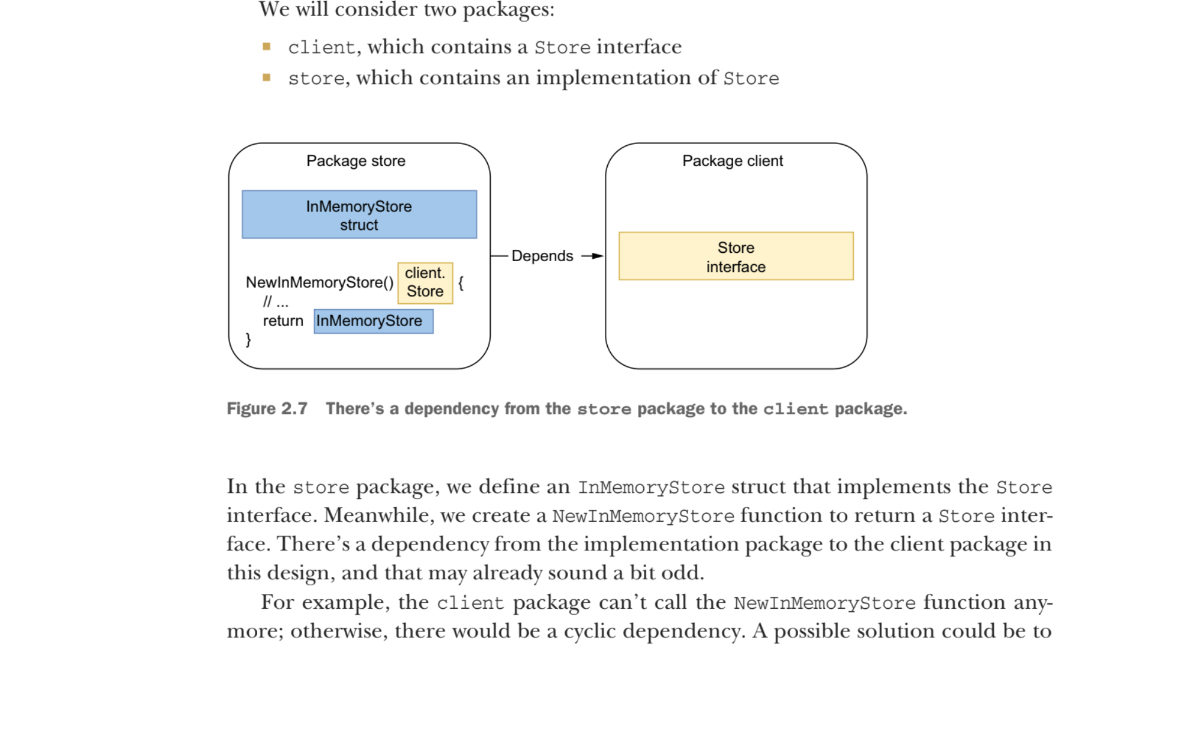 We will consider two packages:
■ client, which contains a Store interface
■ store, which contains an implementation of Store
Package store
InMemoryStore
struct
NewInMemoryStore() client. Store {
// ...
return InMemoryStore
}
Depends
Package client
Store
interface
Figure 2.7 There’s a dependency from the store package to the client package.
In the store package, we define an InMemoryStore struct that implements the Store
interface. Meanwhile, we create a NewInMemoryStore function to return a Store inter-
face. There’s a dependency from the implementation package to the client package in
this design, and that may already sound a bit odd.
For example, the client package can’t call the NewInMemoryStore function any-
more; otherwise, there would be a cyclic dependency. A possible solution could be to